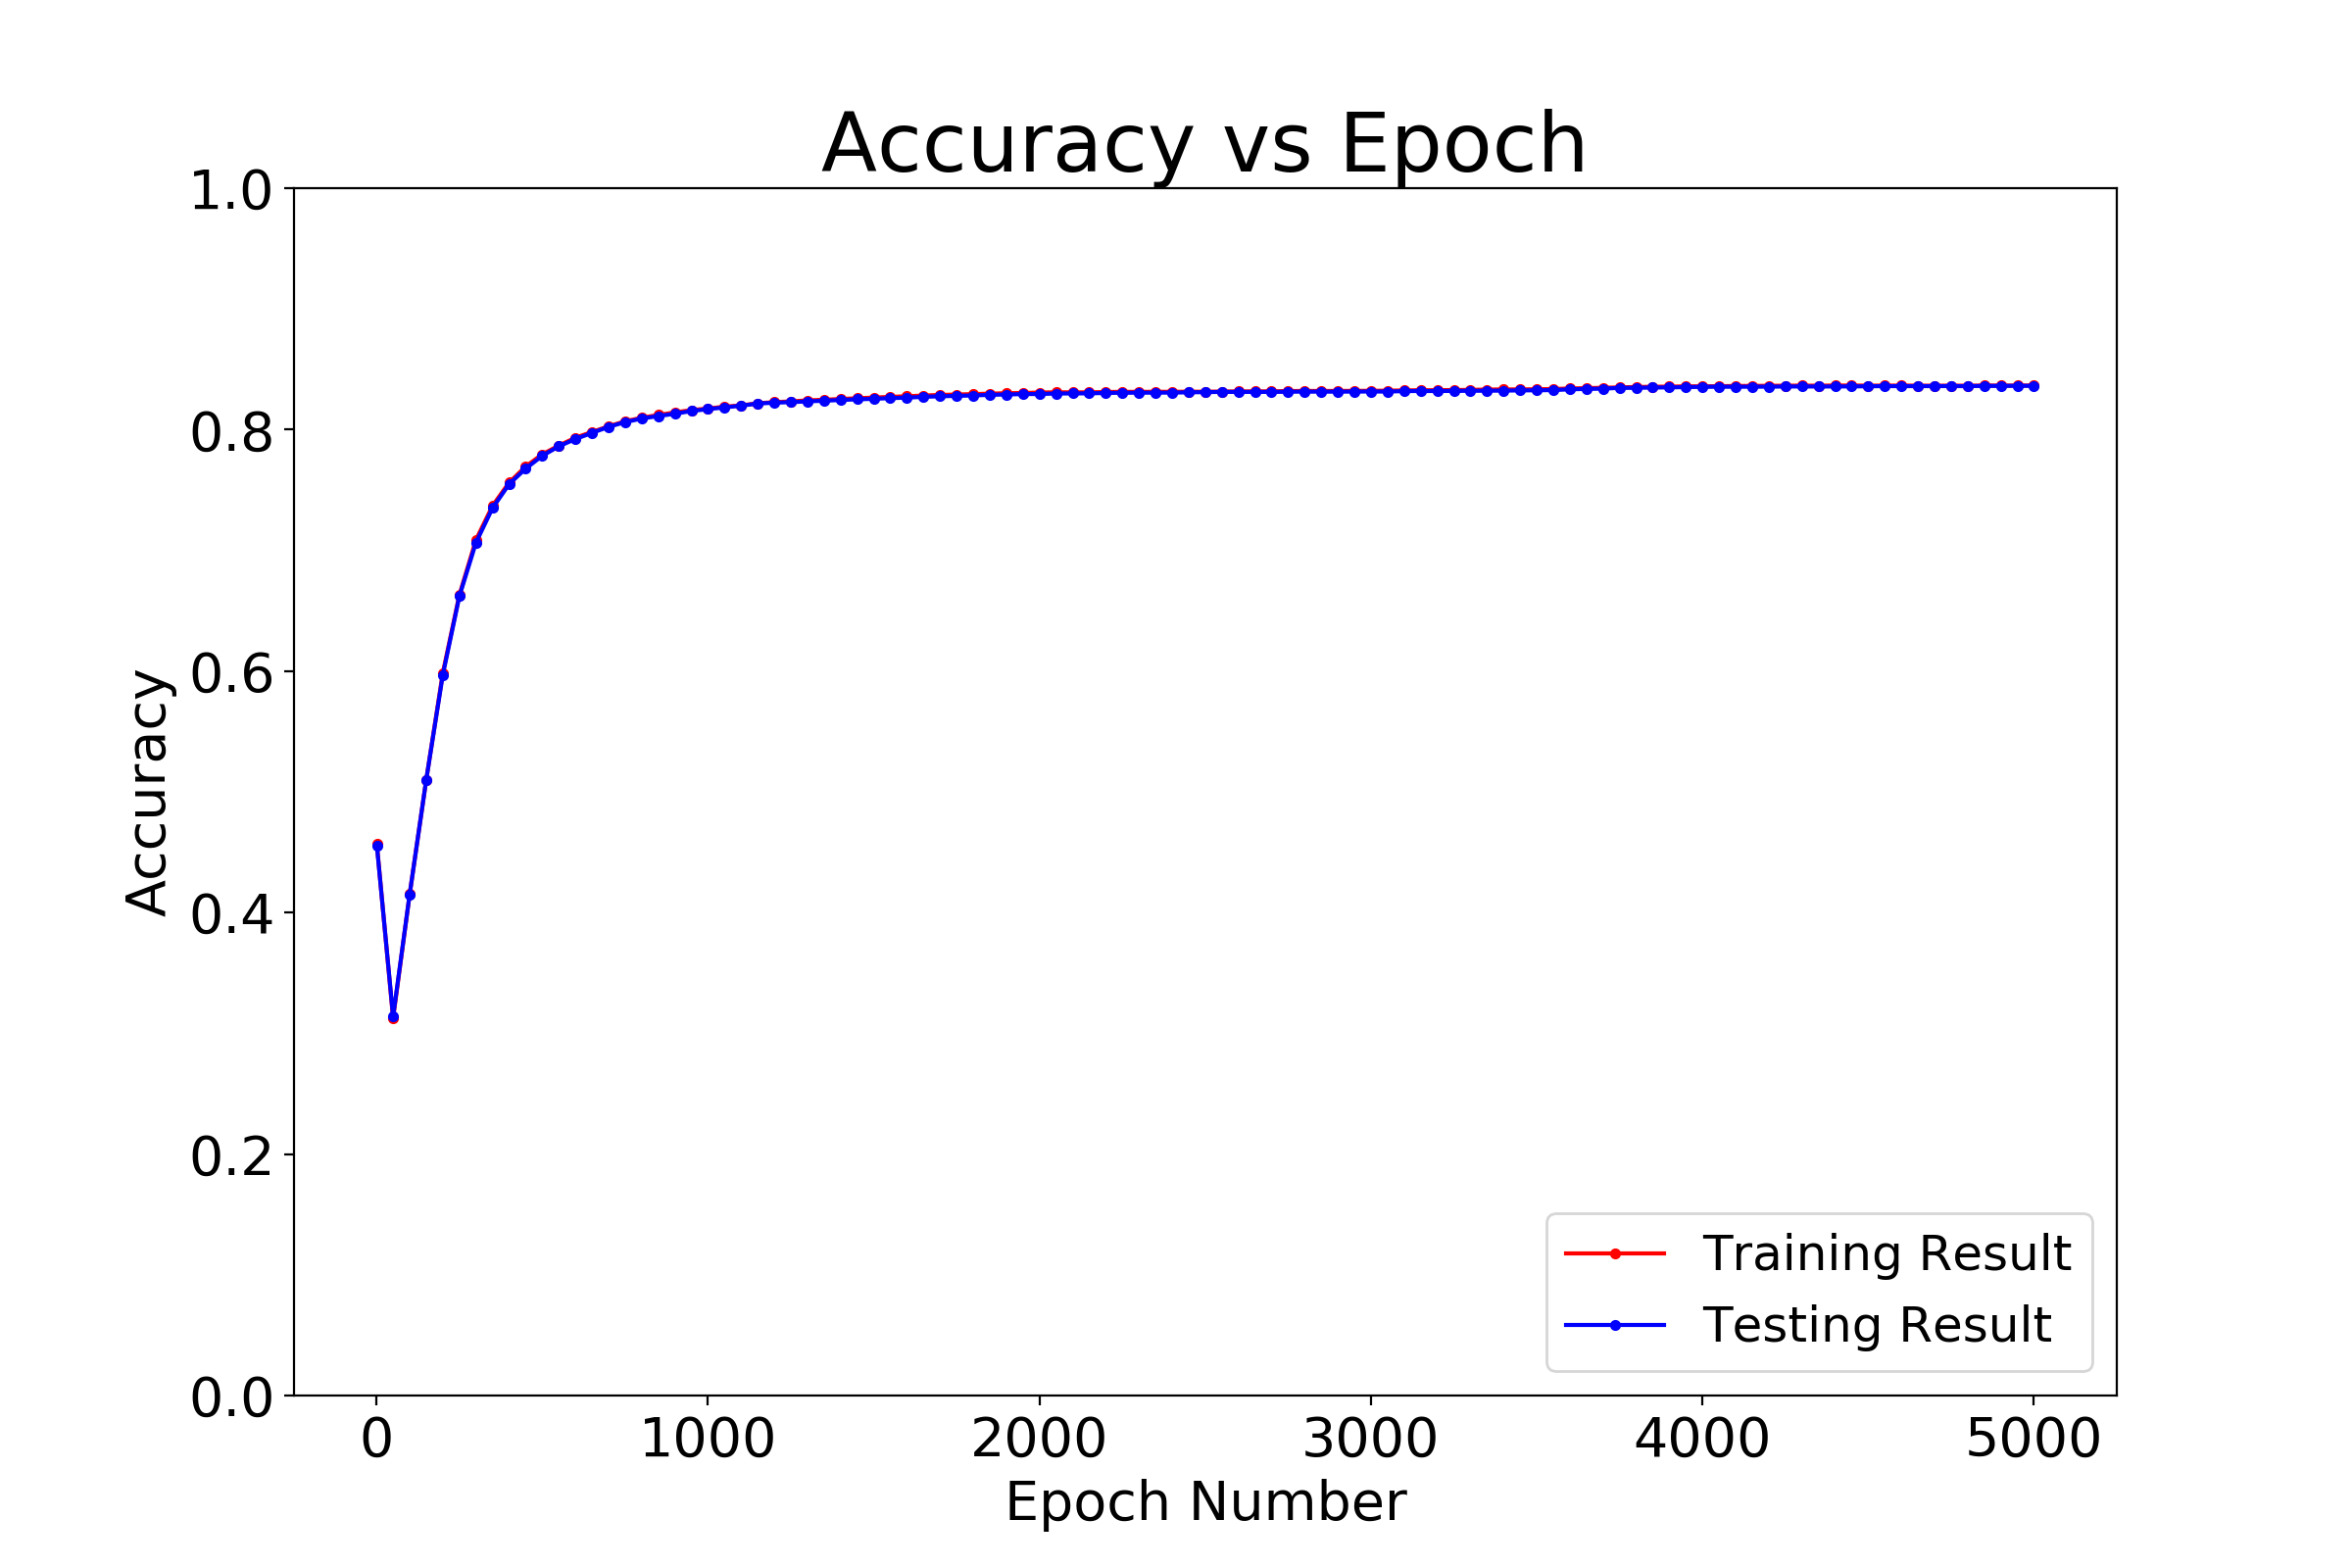 Accuracy vs Epoch
1.0
0.8
0.6
0.4
0.2
0.0
Accuracy
0 1000 2000 3000 4000 5000
Epoch Number
Training Result
Testing Result